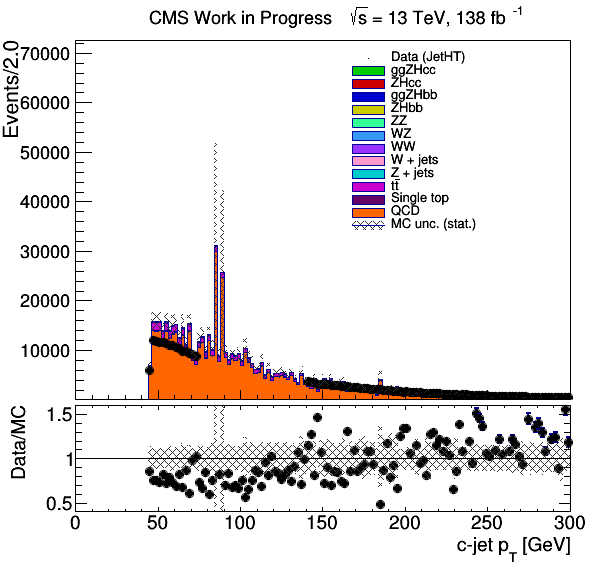 CMS Work in Progress √s = 13 TeV, 138 fb⁻¹
Events/2.0
70000
60000
50000
40000
30000
20000
10000
Data (JetHT)
ggZHcc
ZHcc
ggZHbb
ZHbb
ZZ
WZ
WW
W + jets
Z + jets
tt̄
Single top
QCD
MC unc. (stat.)
Data/MC
1.5
1
0.5
0 50 100 150 200 250 300
c-jet p_T [GeV]